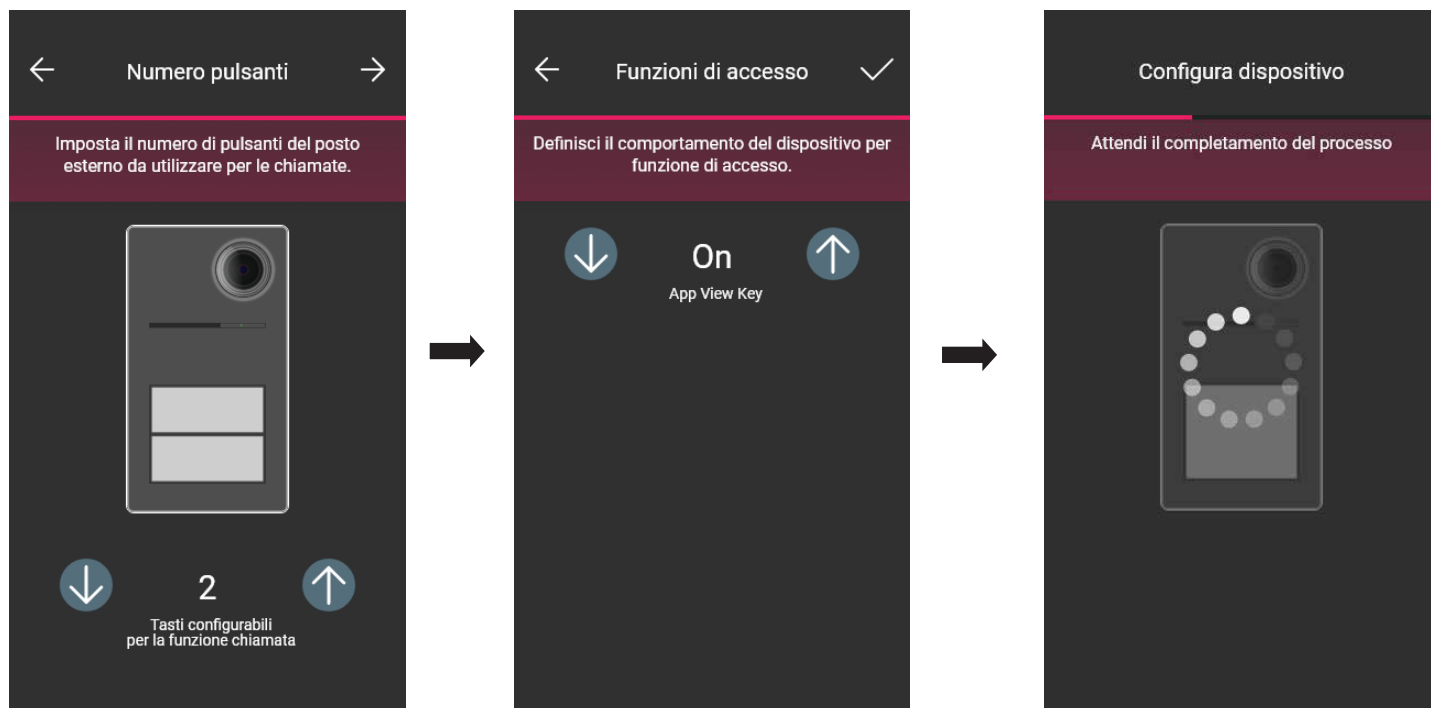 Numero pulsanti
Imposta il numero di pulsanti del posto
esterno da utilizzare per le chiamate.
2
Tasti configurabili
per la funzione chiamata
Funzioni di accesso
Definisci il comportamento del dispositivo per
funzione di accesso.
On
App View Key
Configura dispositivo
Attendi il completamento del processo